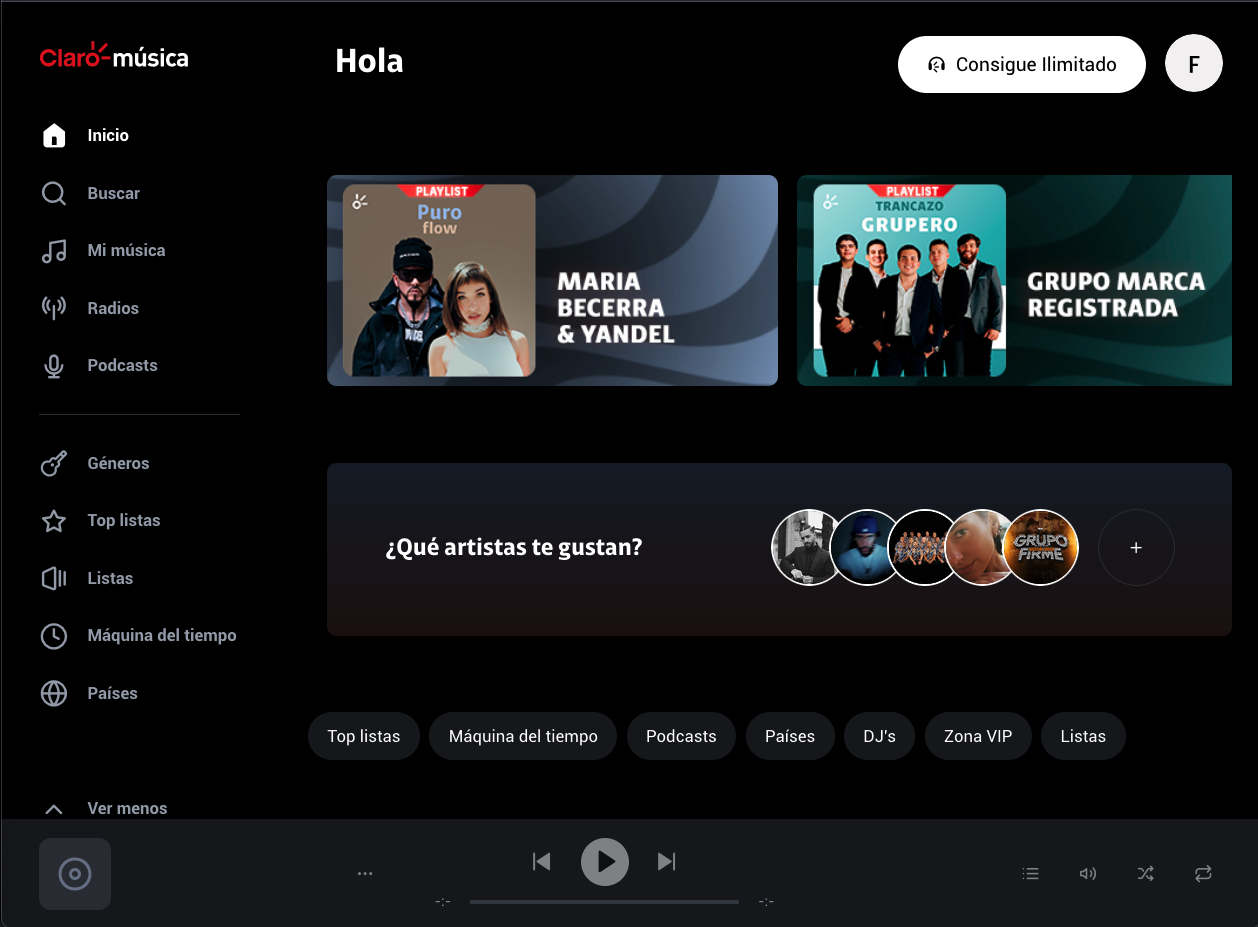 Claro música
Hola
Consigue Ilimitado
F
Inicio
Buscar
Mi música
Radios
Podcasts
Géneros
Top listas
Listas
Máquina del tiempo
Países
Ver menos
PLAYLIST
Puro
flow
MARIA
BECERRA
& YANDEL
PLAYLIST
TRANCAZO
GRUPERO
GRUPO MARCA
REGISTRADA
¿Qué artistas te gustan?
GRUPO
FIRME
+
Top listas
Máquina del tiempo
Podcasts
Países
DJ's
Zona VIP
Listas
-:-
-:-